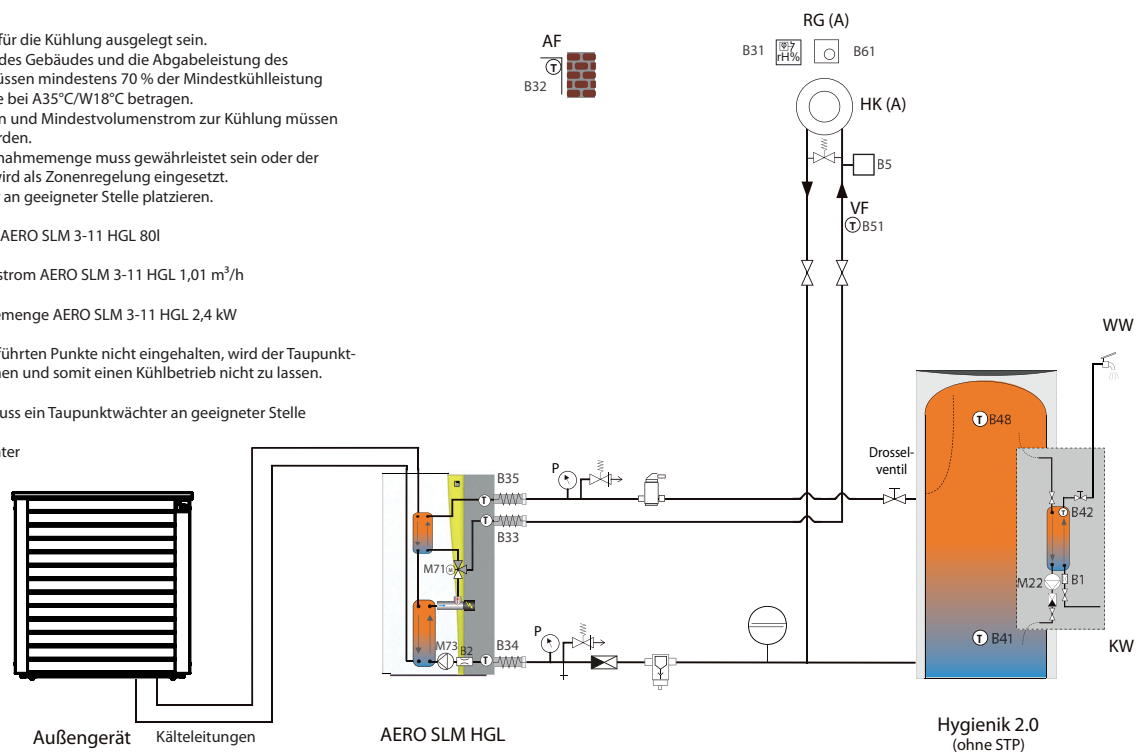 für die Kühlung ausgelegt sein.
des Gebäudes und die Abgabeleistung des
üssen mindestens 70 % der Mindestkühlleistung
e bei A35°C/W18°C betragen.
n und Mindestvolumenstrom zur Kühlung müssen
rden.
nahmemenge muss gewährleistet sein oder der
wird als Zonenregelung eingesetzt.
r an geeigneter Stelle platzieren.
AERO SLM 3-11 HGL 80l
strom AERO SLM 3-11 HGL 1,01 m³/h
emenge AERO SLM 3-11 HGL 2,4 kW
führten Punkte nicht eingehalten, wird der Taupunkt-
nen und somit einen Kühlbetrieb nicht zu lassen.
uss ein Taupunktwächter an geeigneter Stelle
nter
AF
T
B32
RG (A)
B31
rH%
B61
HK (A)
B5
VF
T B51
WW
Drossel-
ventil
T B48
T B42
M22
B1
T B41
KW
P
B35
T
T
B33
M71 M
M73
B2
T
B34
P
Außengerät
Kälteleitungen
AERO SLM HGL
Hygienik 2.0
(ohne STP)